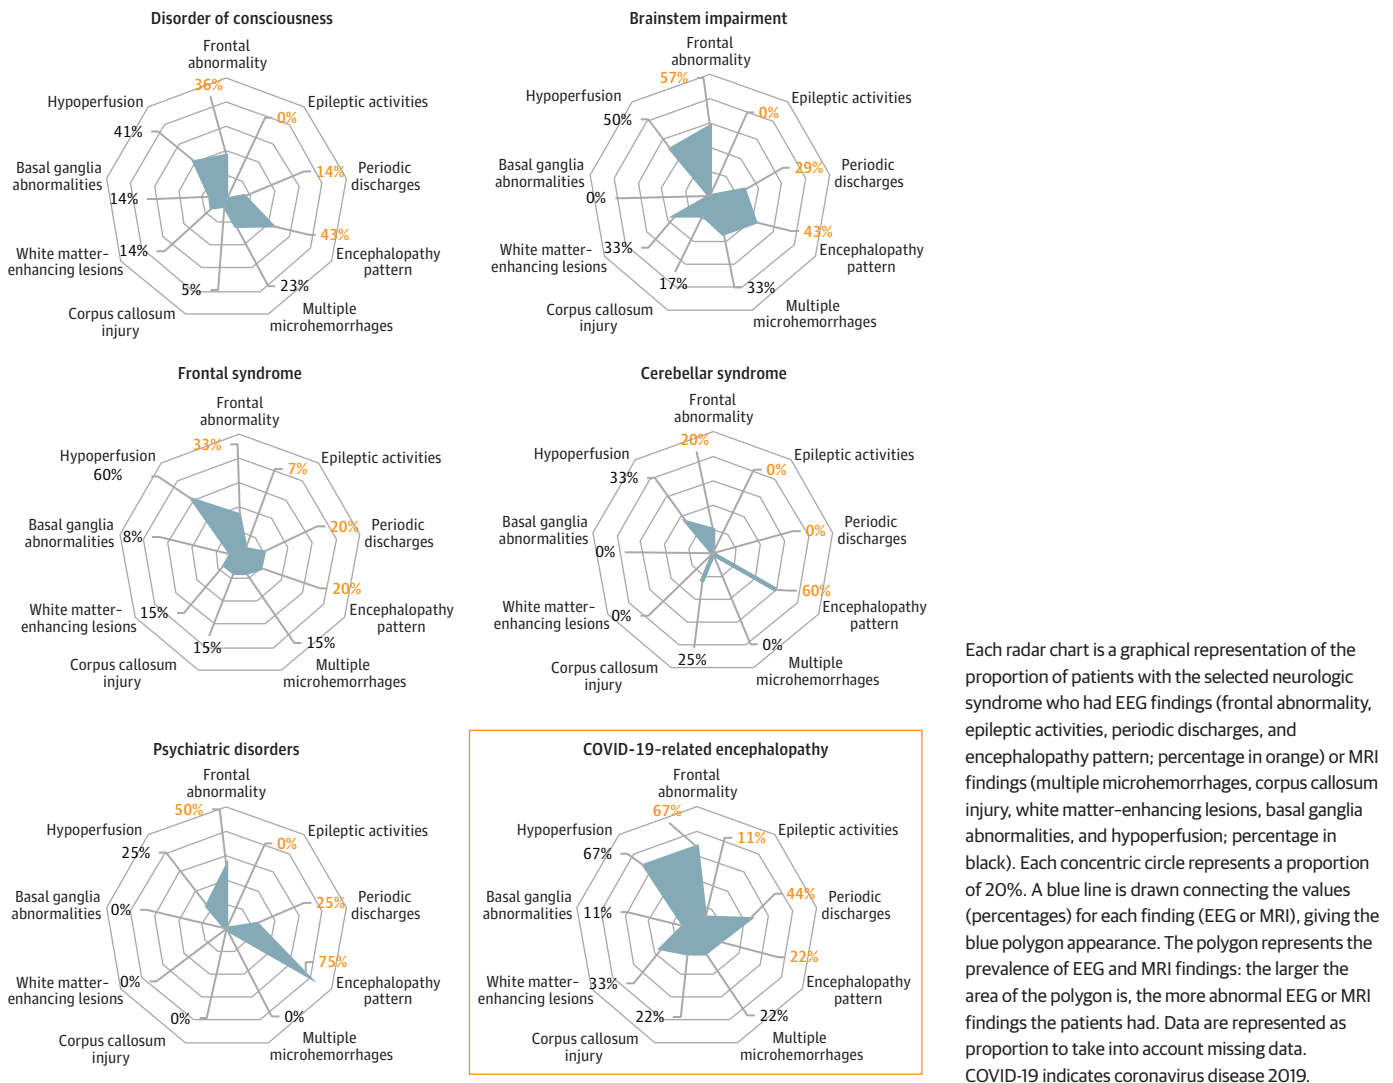 Disorder of consciousness
Frontal
abnormality
36%
Epileptic activities
0%
Periodic
discharges
14%
Encephalopathy
pattern
43%
Multiple
microhemorrhages
23%
Corpus callosum
injury
5%
White matter–
enhancing lesions
14%
Basal ganglia
abnormalities
14%
Hypoperfusion
41%
Brainstem impairment
Frontal
abnormality
57%
Epileptic activities
0%
Periodic
discharges
29%
Encephalopathy
pattern
43%
Multiple
microhemorrhages
33%
Corpus callosum
injury
17%
White matter–
enhancing lesions
33%
Basal ganglia
abnormalities
0%
Hypoperfusion
50%
Frontal syndrome
Frontal
abnormality
33%
Epileptic activities
7%
Periodic
discharges
20%
Encephalopathy
pattern
20%
Multiple
microhemorrhages
15%
Corpus callosum
injury
15%
White matter–
enhancing lesions
15%
Basal ganglia
abnormalities
8%
Hypoperfusion
60%
Cerebellar syndrome
Frontal
abnormality
20%
Epileptic activities
0%
Periodic
discharges
0%
Encephalopathy
pattern
60%
Multiple
microhemorrhages
0%
Corpus callosum
injury
25%
White matter–
enhancing lesions
0%
Basal ganglia
abnormalities
0%
Hypoperfusion
33%
Psychiatric disorders
Frontal
abnormality
50%
Epileptic activities
0%
Periodic
discharges
25%
Encephalopathy
pattern
75%
Multiple
microhemorrhages
0%
Corpus callosum
injury
0%
White matter–
enhancing lesions
0%
Basal ganglia
abnormalities
0%
Hypoperfusion
25%
COVID-19–related encephalopathy
Frontal
abnormality
67%
Epileptic activities
11%
Periodic
discharges
44%
Encephalopathy
pattern
22%
Multiple
microhemorrhages
22%
Corpus callosum
injury
22%
White matter–
enhancing lesions
33%
Basal ganglia
abnormalities
11%
Hypoperfusion
67%
Each radar chart is a graphical representation of the
proportion of patients with the selected neurologic
syndrome who had EEG findings (frontal abnormality,
epileptic activities, periodic discharges, and
encephalopathy pattern; percentage in orange) or MRI
findings (multiple microhemorrhages, corpus callosum
injury, white matter–enhancing lesions, basal ganglia
abnormalities, and hypoperfusion; percentage in
black). Each concentric circle represents a proportion
of 20%. A blue line is drawn connecting the values
(percentages) for each finding (EEG or MRI), giving the
blue polygon appearance. The polygon represents the
prevalence of EEG and MRI findings: the larger the
area of the polygon is, the more abnormal EEG or MRI
findings the patients had. Data are represented as
proportion to take into account missing data.
COVID-19 indicates coronavirus disease 2019.